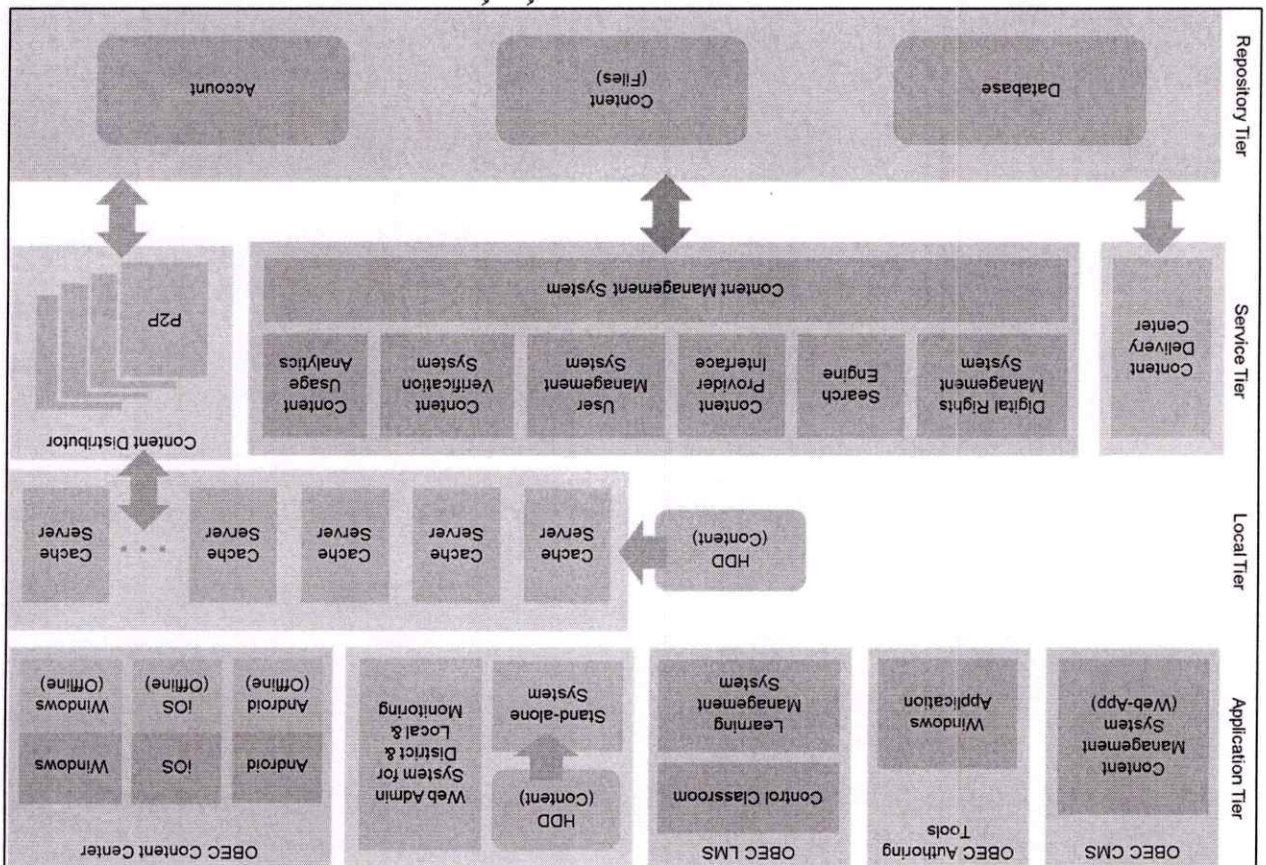 Application Tier
OBEC CMS
Content
Management
System
(Web-App)
OBEC Authoring
Tools
Windows
Application
OBEC LMS
Control Classroom
Learning
Management
System
HDD
(Content)
Stand-alone
System
Web Admin
System for
District &
Local &
Monitoring
OBEC Content Center
Android
iOS
Windows
Android
(Offline)
iOS
(Offline)
Windows
(Offline)
Local Tier
HDD
(Content)
Cache
Server
Cache
Server
Cache
Server
Cache
Server
. . .
Cache
Server
Service Tier
Content
Delivery
Center
Digital Rights
Management
System
Search
Engine
Content
Provider
Interface
User
Management
System
Content
Verification
System
Content
Usage
Analytics
Content Management System
Content Distributor
P2P
Repository Tier
Database
Content
(Files)
Account